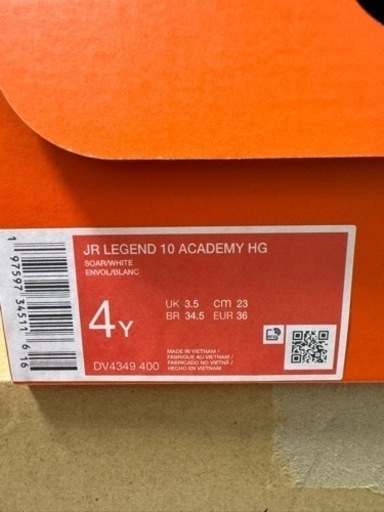 JR LEGEND 10 ACADEMY HG
SOAR/WHITE
ENVOL/BLANC
4Y
UK 3.5 cm 23
BR 34.5 EUR 36
MADE IN VIETNAM /
FABRIQUÉ AU VIETNAM /
FABRICADO NO VIETNÃ /
HECHO EN VIETNAM
DV4349 400
1 97597 34511 6 16